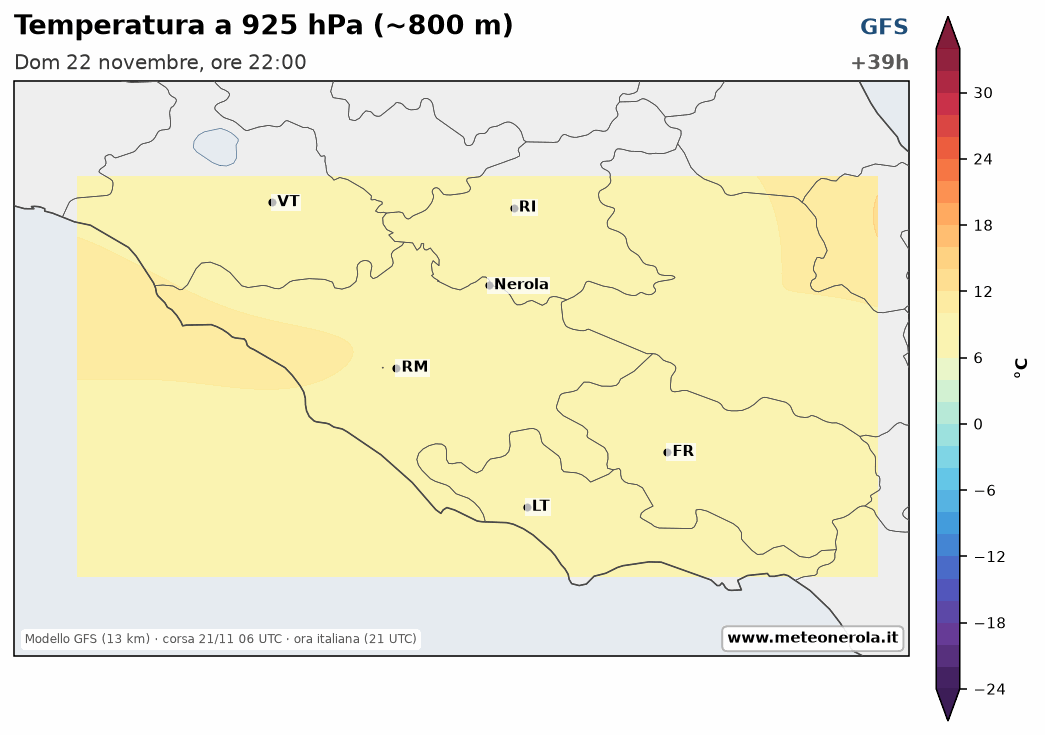 Temperatura a 925 hPa (~800 m)
GFS
Dom 22 novembre, ore 22:00
+39h
VT
RI
Nerola
RM
FR
LT
30
24
18
12
6
0
−6
−12
−18
−24
°C
Modello GFS (13 km) · corsa 21/11 06 UTC · ora italiana (21 UTC)
www.meteonerola.it